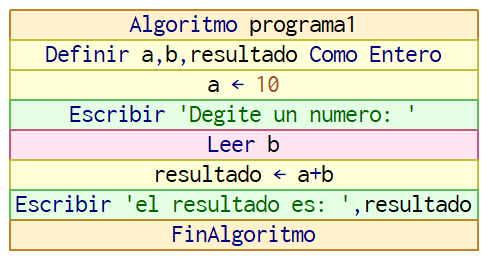 Algoritmo programa1
Definir a,b,resultado Como Entero
a ← 10
Escribir 'Degite un numero: '
Leer b
resultado ← a+b
Escribir 'el resultado es: ',resultado
FinAlgoritmo